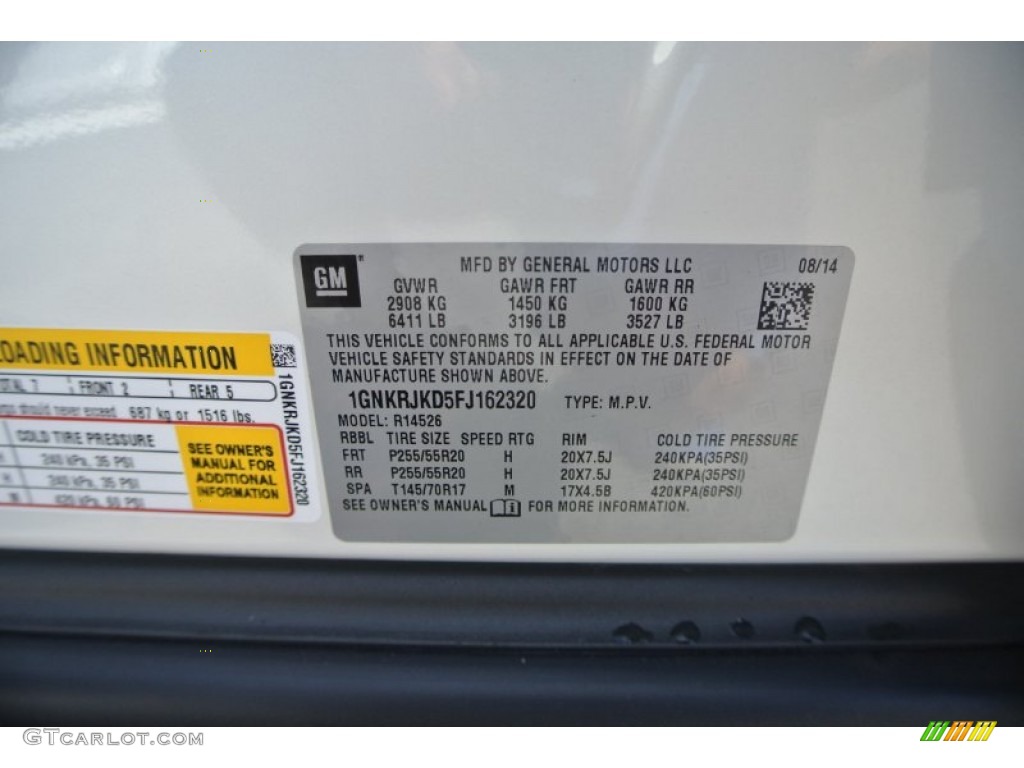 GM
MFD BY GENERAL MOTORS LLC 08/14
GVWR GAWR FRT GAWR RR
2908 KG 1450 KG 1600 KG
6411 LB 3196 LB 3527 LB
THIS VEHICLE CONFORMS TO ALL APPLICABLE U.S. FEDERAL MOTOR
VEHICLE SAFETY STANDARDS IN EFFECT ON THE DATE OF
MANUFACTURE SHOWN ABOVE.
1GNKRJKD5FJ162320 TYPE: M.P.V.
MODEL: R14526
RBBL TIRE SIZE SPEED RTG RIM COLD TIRE PRESSURE
FRT P255/55R20 H 20X7.5J 240KPA(35PSI)
RR P255/55R20 H 20X7.5J 240KPA(35PSI)
SPA T145/70R17 M 17X4.5B 420KPA(60PSI)
SEE OWNER'S MANUAL FOR MORE INFORMATION.
OADING INFORMATION
TOTAL 7 FRONT 2 REAR 5
should never exceed 687 kg or 1516 lbs.
COLD TIRE PRESSURE
240 kPa, 35 PSI
H 240 kPa, 35 PSI
M 420 kPa, 60 PSI
SEE OWNER'S
MANUAL FOR
ADDITIONAL
INFORMATION
1GNKRJKD5FJ162320
GTCarLot.com